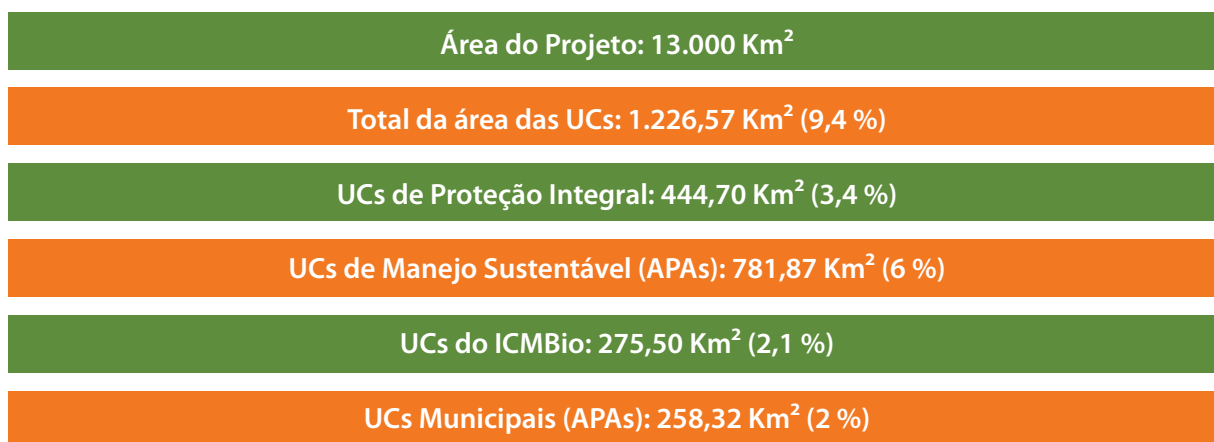 Área do Projeto: 13.000 Km²
Total da área das UCs: 1.226,57 Km² (9,4 %)
UCs de Proteção Integral: 444,70 Km² (3,4 %)
UCs de Manejo Sustentável (APAs): 781,87 Km² (6 %)
UCs do ICMBio: 275,50 Km² (2,1 %)
UCs Municipais (APAs): 258,32 Km² (2 %)